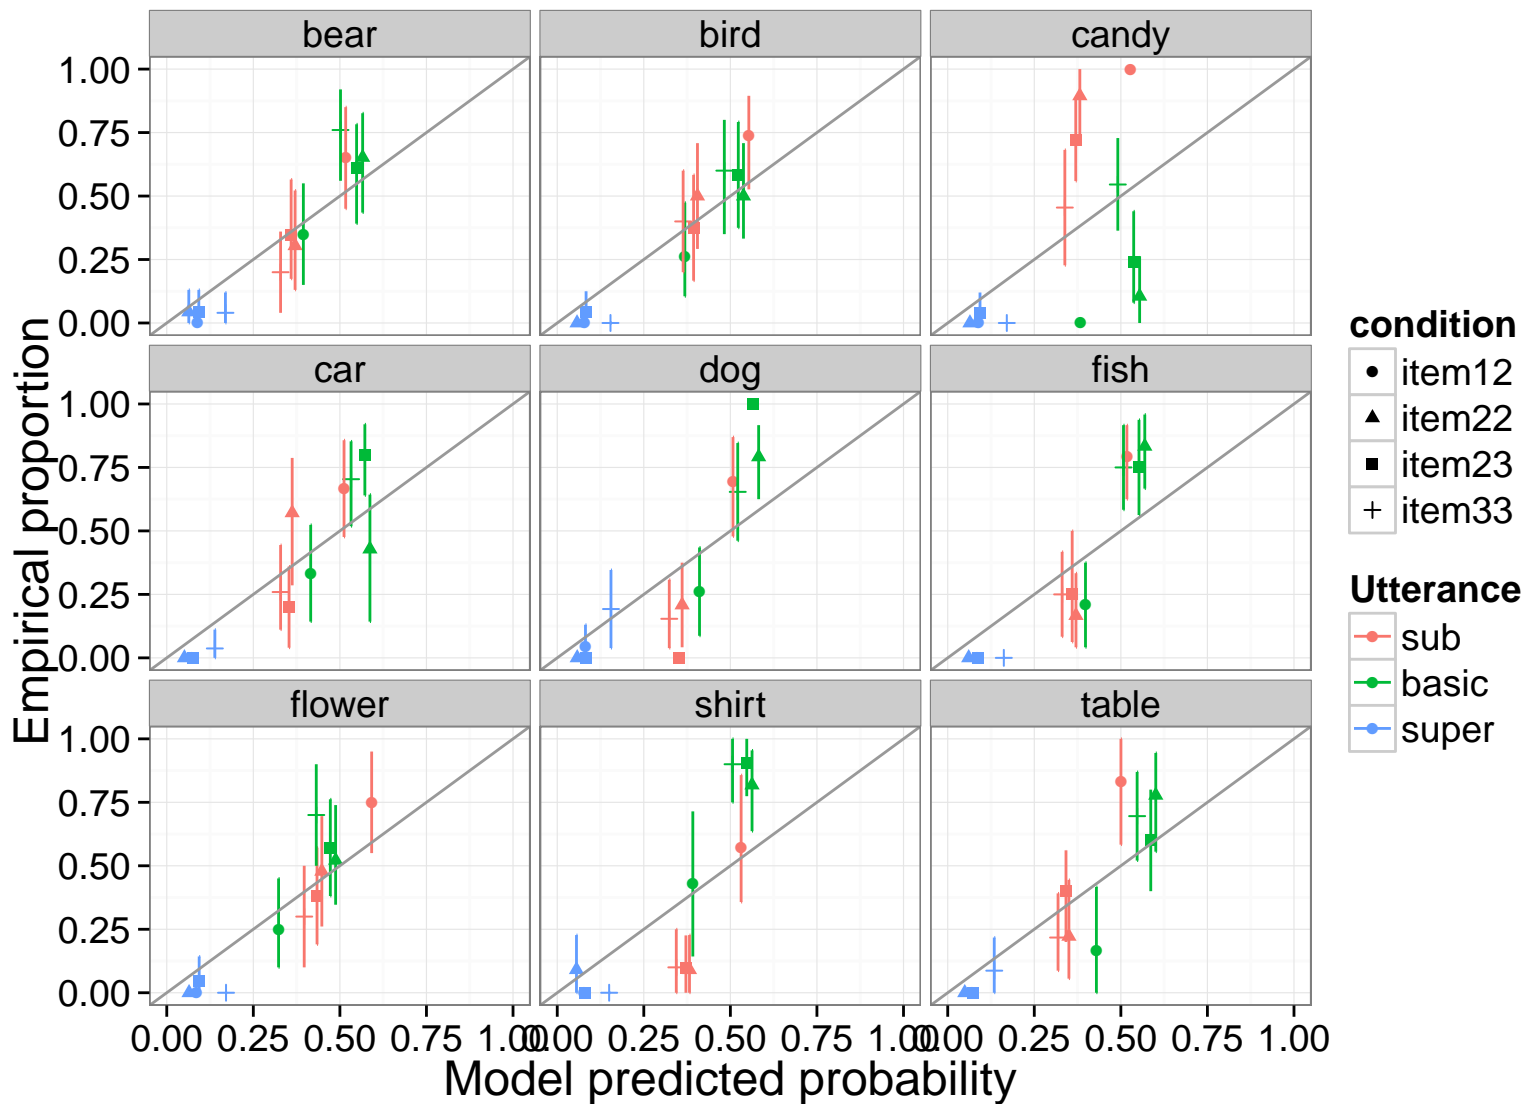 bear bird candy
1.00
0.75
0.50
0.25
0.00
car dog fish
1.00
0.75
0.50
0.25
0.00
flower shirt table
1.00
0.75
0.50
0.25
0.00
0.00 0.25 0.50 0.75 1.00 0.00 0.25 0.50 0.75 1.00 0.00 0.25 0.50 0.75 1.00
Model predicted probability
Empirical proportion
condition
item12
item22
item23
item33
Utterance
sub
basic
super